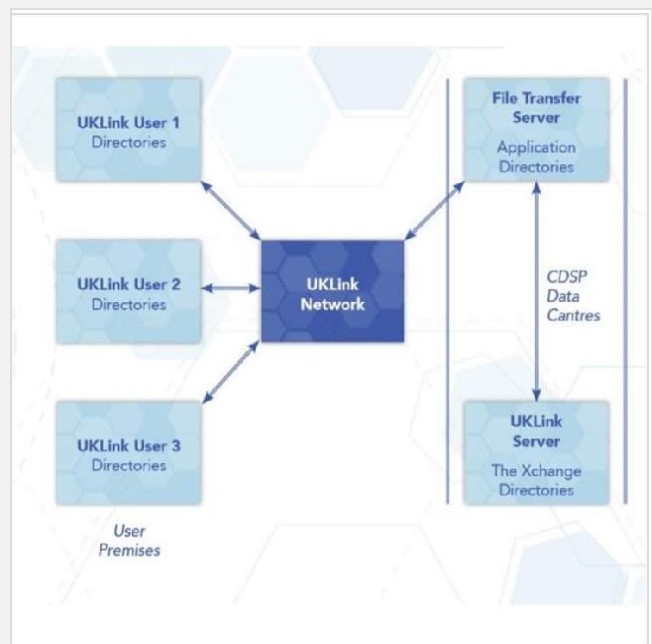 UKLink User 1
Directories
UKLink User 2
Directories
UKLink User 3
Directories
User
Premises
UKLink
Network
File Transfer
Server
Application
Directories
CDSP
Data
Cantres
UKLink
Server
The Xchange
Directories